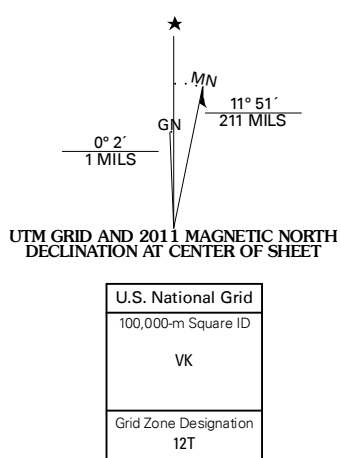 ★
MN
11° 51´
211 MILS
GN
0° 2´
1 MILS
UTM GRID AND 2011 MAGNETIC NORTH
DECLINATION AT CENTER OF SHEET
U.S. National Grid
100,000-m Square ID
VK
Grid Zone Designation
12T